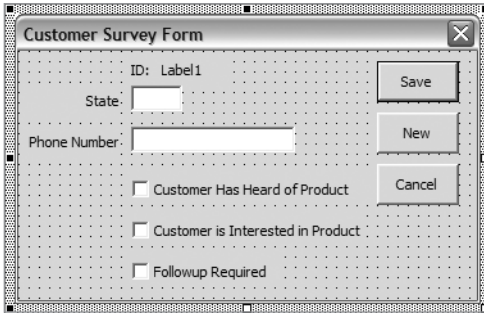 Customer Survey Form
ID: Label1
Save
State
New
Phone Number
Cancel
Customer Has Heard of Product
Customer is Interested in Product
Followup Required